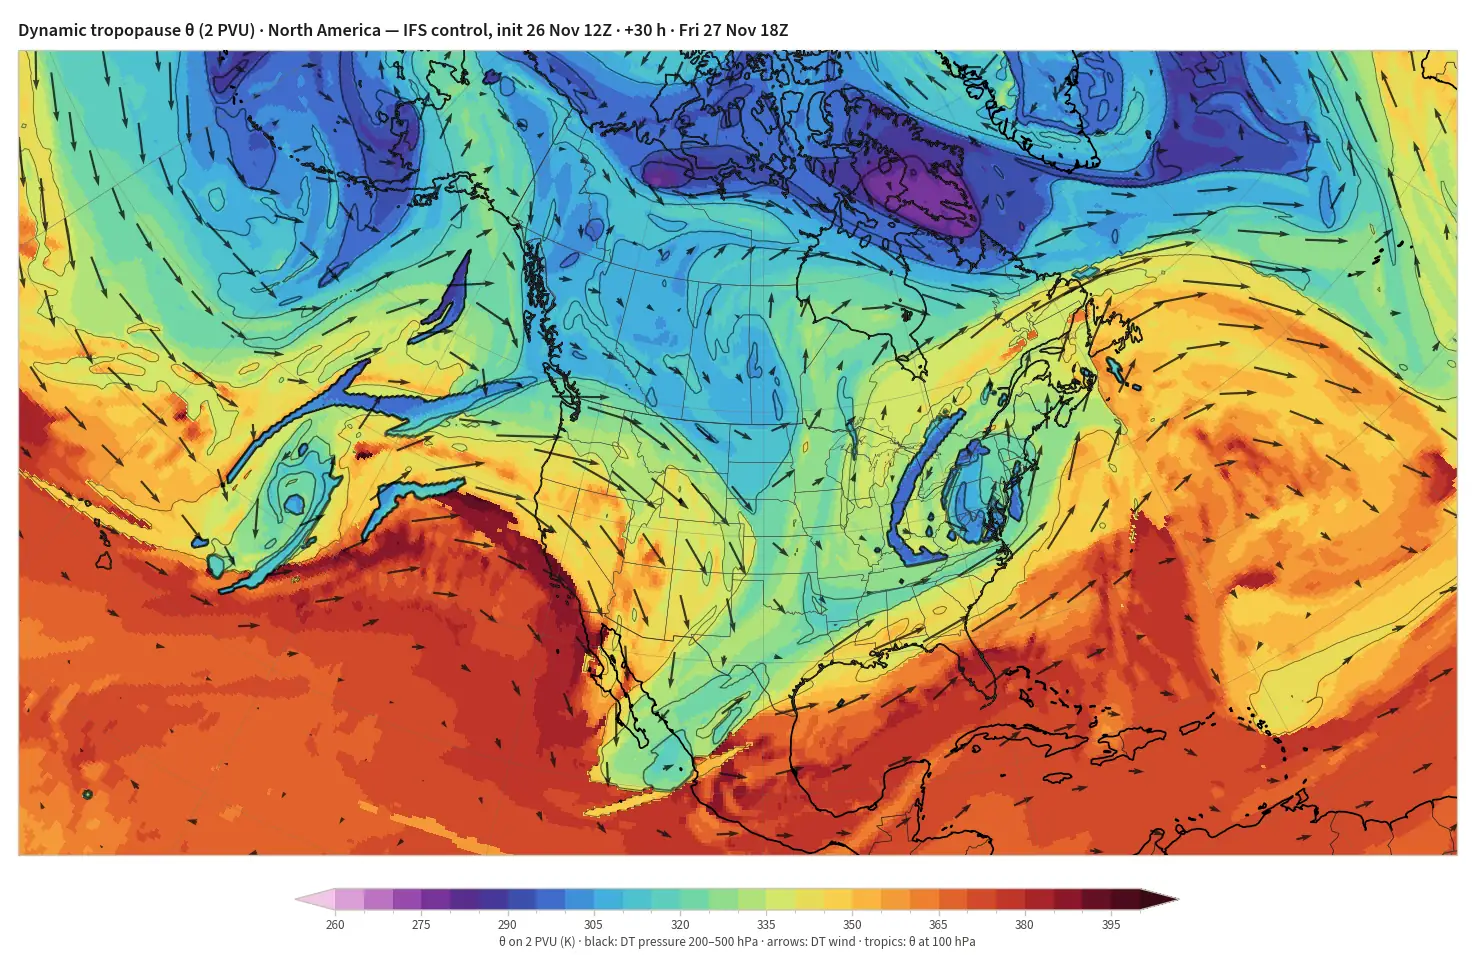 Dynamic tropopause θ (2 PVU) · North America — IFS control, init 26 Nov 12Z · +30 h · Fri 27 Nov 18Z
260 275 290 305 320 335 350 365 380 395
θ on 2 PVU (K) · black: DT pressure 200–500 hPa · arrows: DT wind · tropics: θ at 100 hPa